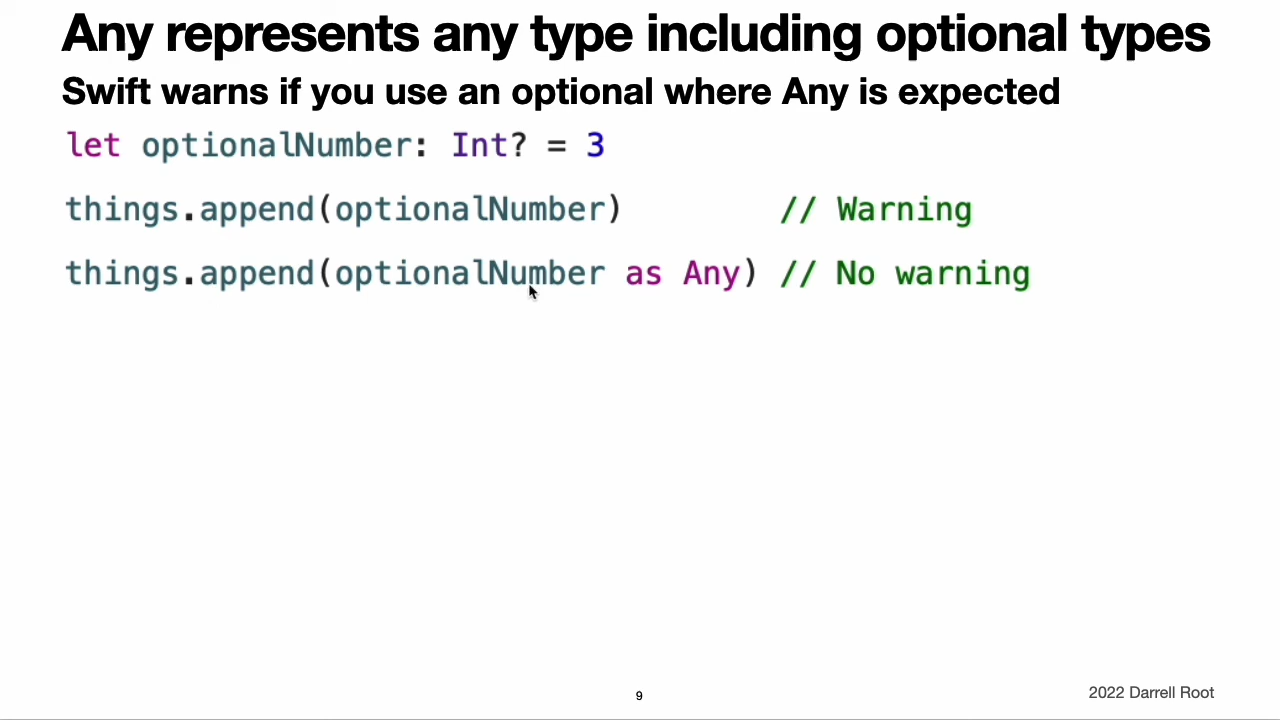 Any represents any type including optional types
Swift warns if you use an optional where Any is expected
let optionalNumber: Int? = 3
things.append(optionalNumber)        // Warning
things.append(optionalNumber as Any) // No warning
9
2022 Darrell Root